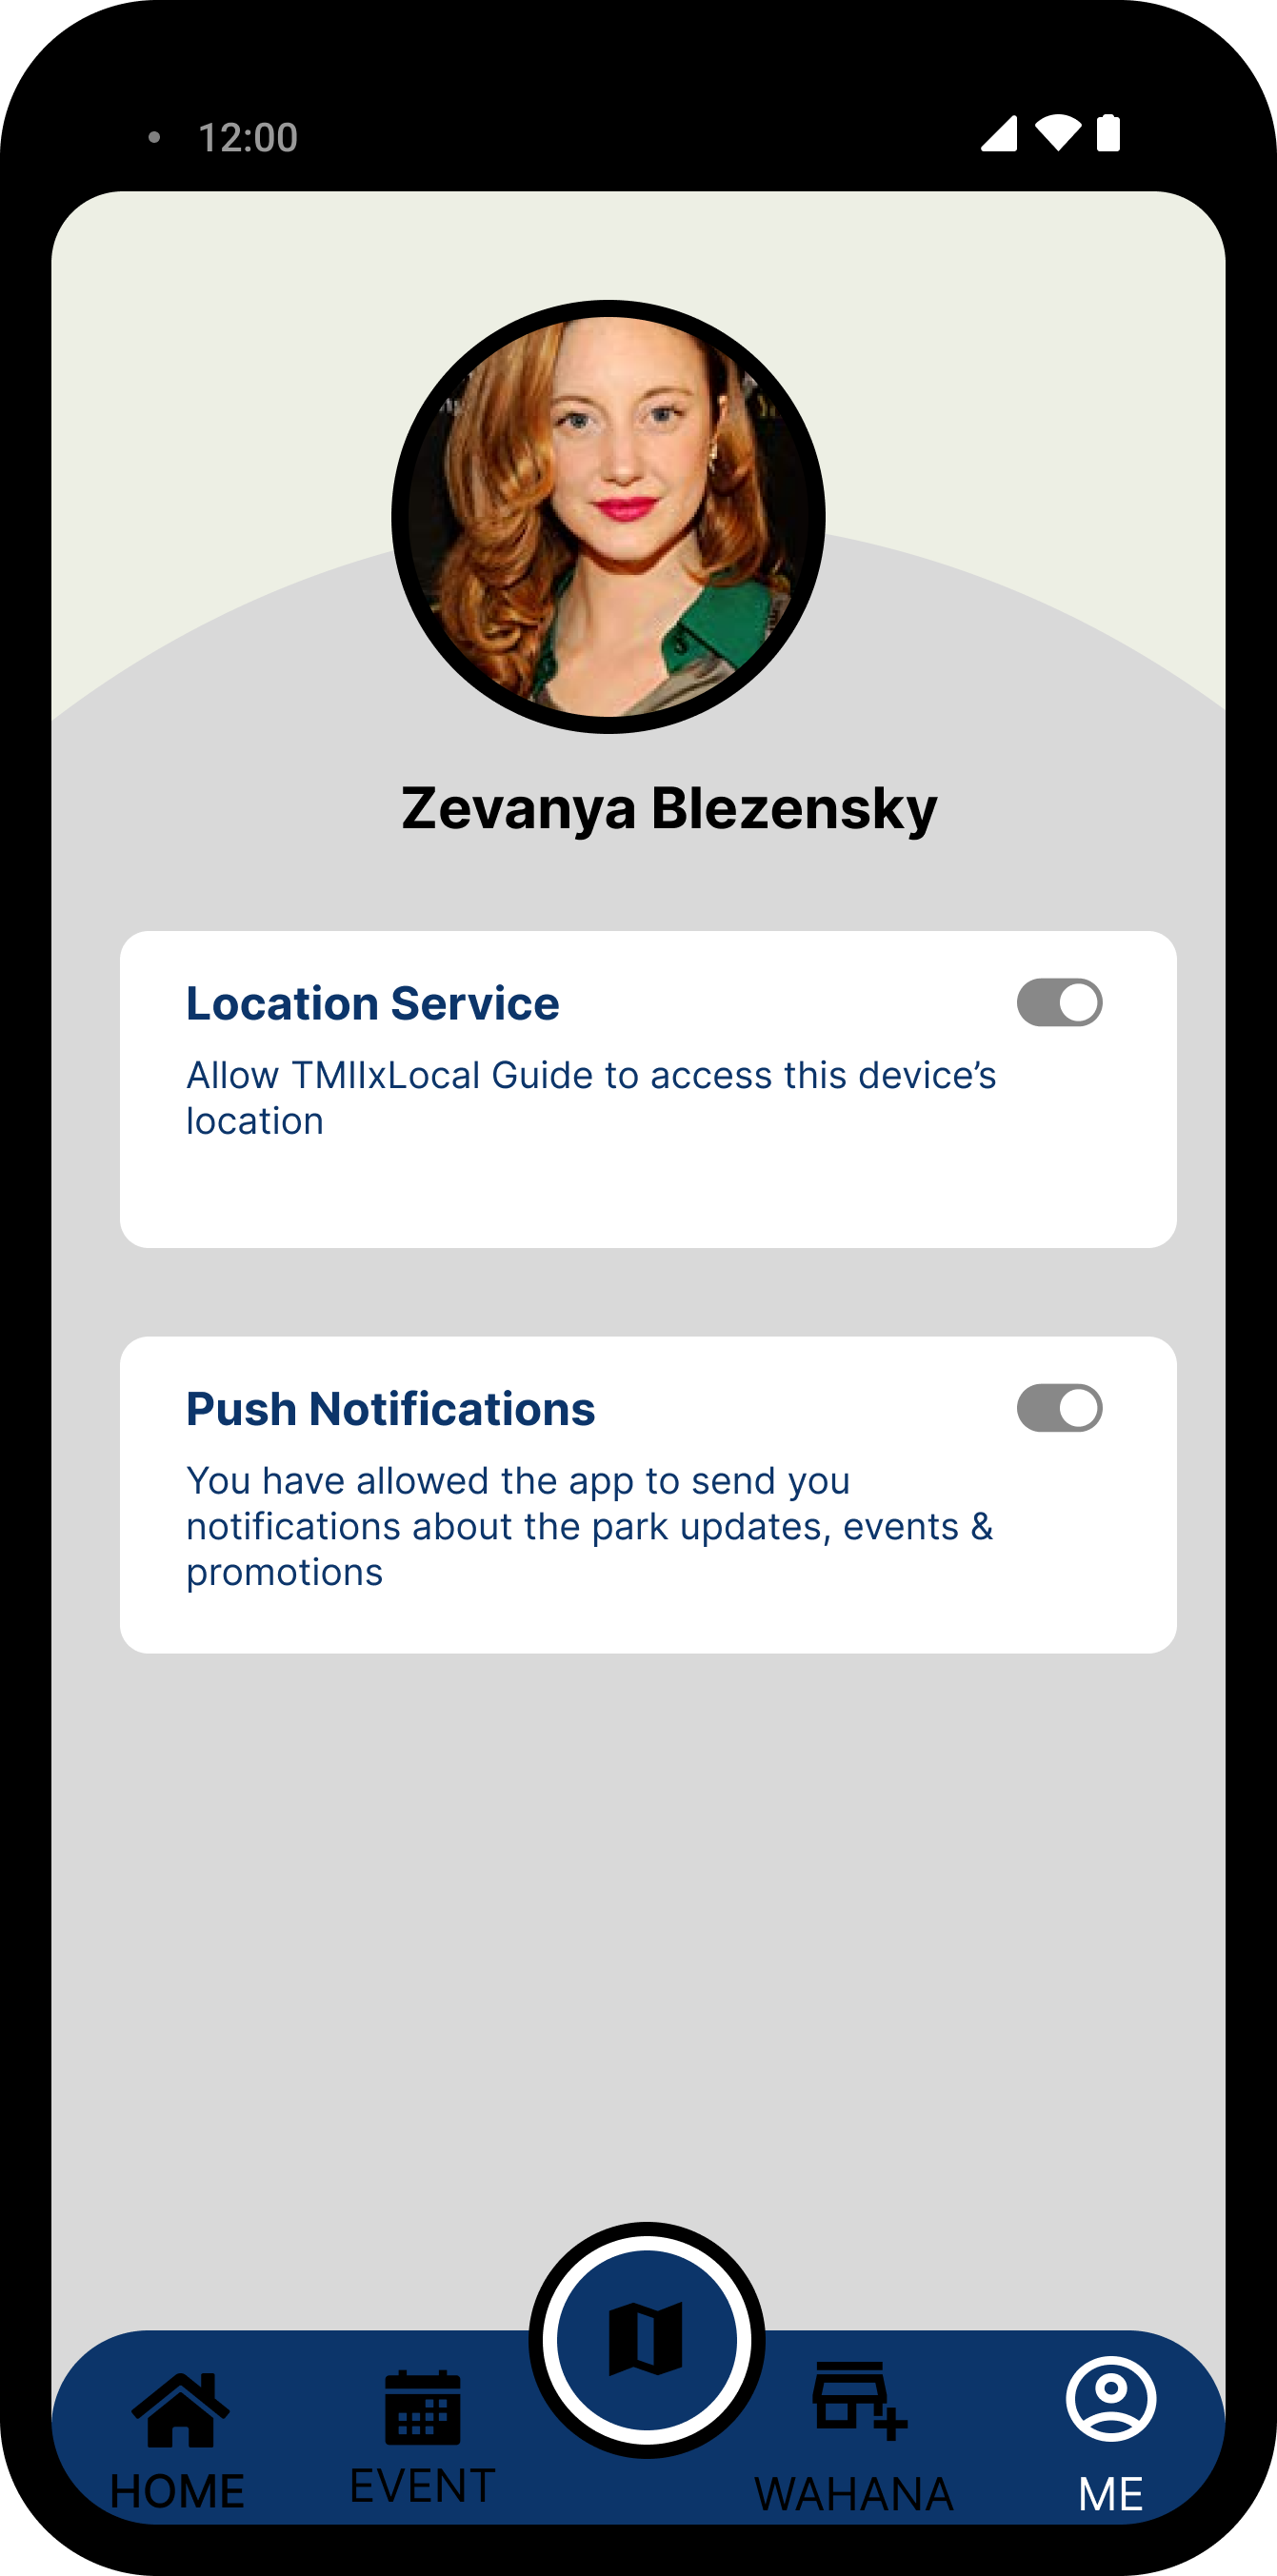 12:00
Zevanya Blezensky
Location Service
Allow TMIIxLocal Guide to access this device’s
location
Push Notifications
You have allowed the app to send you
notifications about the park updates, events &
promotions
HOME
EVENT
WAHANA
ME